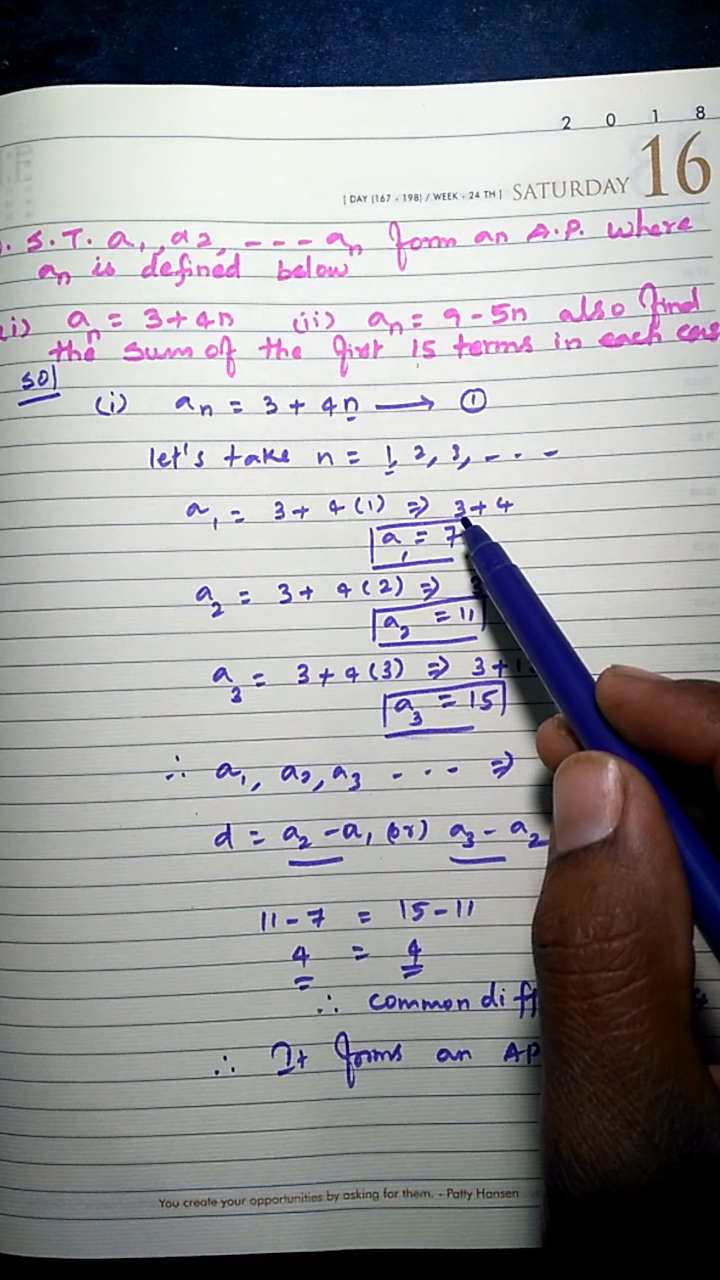 2 0 1 8
[ DAY (167 - 198) / WEEK - 24 TH ] SATURDAY 16
. S.T. a1, a2, - - - - an form an A.P. where
an is defined below
(i) an = 3 + 4n (ii) an = 9 - 5n also find
the sum of the first 15 terms in each
Sol
(i) an = 3 + 4n → ①
let's take n = 1, 2, 3, - - - -
a1 = 3 + 4(1) ⇒ 3 + 4
a1 = 7
a2 = 3 + 4(2) ⇒ 3
a2 = 11
a3 = 3 + 4(3) ⇒ 3 + 1
a3 = 15
∴ a1, a2, a3 - - - - ⇒
d = a2 - a1 (or) a3 - a2
11 - 7 = 15 - 11
4 = 4
∴ common diff
∴ It forms an AP
You create your opportunities by asking for them. - Patty Hansen